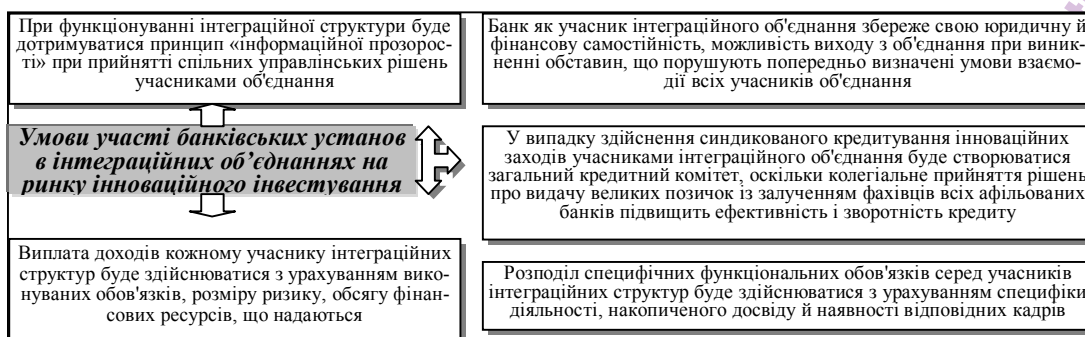 При функціонуванні інтеграційної структури буде
дотримуватися принцип «інформаційної прозорос-
ті» при прийнятті спільних управлінських рішень
учасниками об'єднання
Банк як учасник інтеграційного об'єднання збереже свою юридичну й
фінансову самостійність, можливість виходу з об'єднання при виник-
ненні обставин, що порушують попередньо визначені умови взаємо-
дії всіх учасників об'єднання
Умови участі банківських установ
в інтеграційних об’єднаннях на
ринку інноваційного інвестування
У випадку здійснення синдикованого кредитування інноваційних
заходів учасниками інтеграційного об'єднання буде створюватися
загальний кредитний комітет, оскільки колегіальне прийняття рішень
про видачу великих позичок із залученням фахівців всіх афільованих
банків підвищить ефективність і зворотність кредиту
Виплата доходів кожному учаснику інтеграційних
структур буде здійснюватися з урахуванням вико-
нуваних обов'язків, розміру ризику, обсягу фінан-
сових ресурсів, що надаються
Розподіл специфічних функціональних обов'язків серед учасників
інтеграційних структур буде здійснюватися з урахуванням специфіки
діяльності, накопиченого досвіду й наявності відповідних кадрів